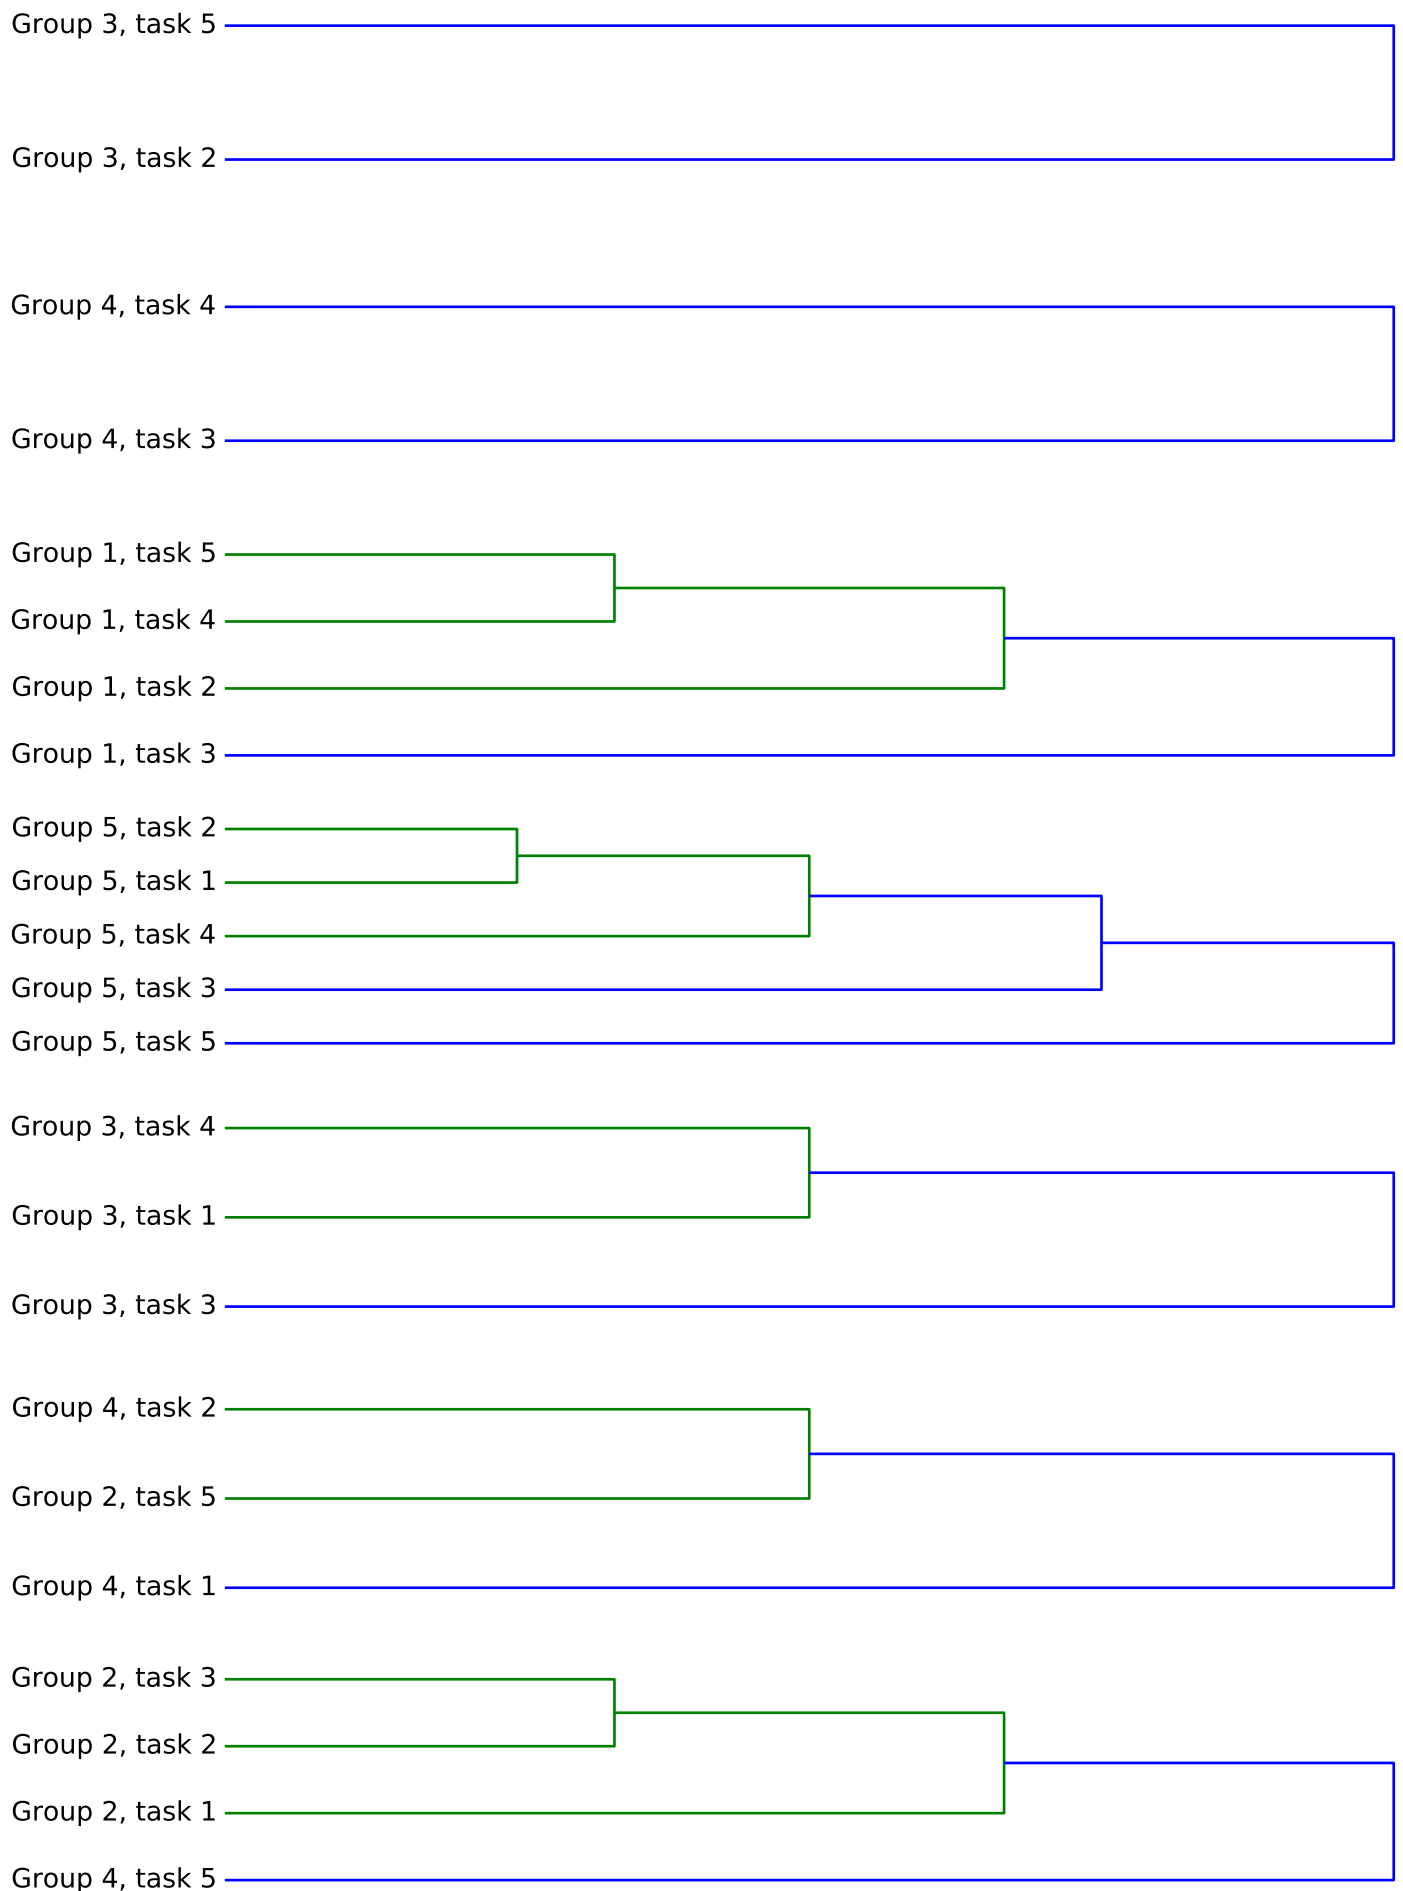 Group 3, task 5
Group 3, task 2
Group 4, task 4
Group 4, task 3
Group 1, task 5
Group 1, task 4
Group 1, task 2
Group 1, task 3
Group 5, task 2
Group 5, task 1
Group 5, task 4
Group 5, task 3
Group 5, task 5
Group 3, task 4
Group 3, task 1
Group 3, task 3
Group 4, task 2
Group 2, task 5
Group 4, task 1
Group 2, task 3
Group 2, task 2
Group 2, task 1
Group 4, task 5